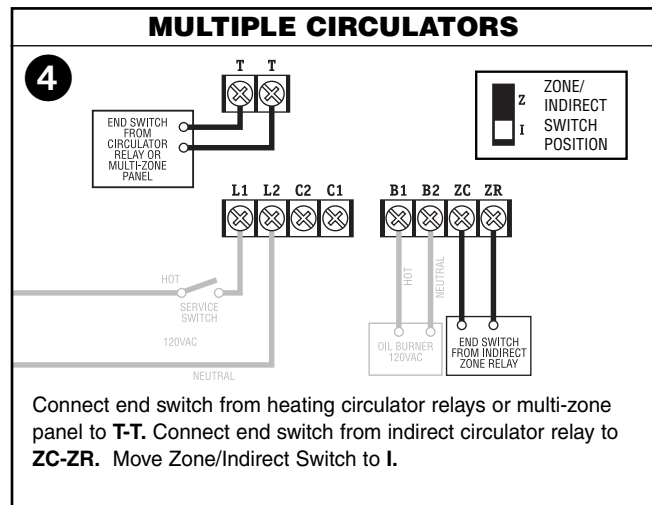 MULTIPLE CIRCULATORS
4
T T
END SWITCH
FROM
CIRCULATOR
RELAY OR
MULTI-ZONE
PANEL
Z
I
ZONE/
INDIRECT
SWITCH
POSITION
L1 L2 C2 C1
B1 B2 ZC ZR
HOT
SERVICE
SWITCH
120VAC
NEUTRAL
HOT
NEUTRAL
OIL BURNER
120VAC
END SWITCH
FROM INDIRECT
ZONE RELAY
Connect end switch from heating circulator relays or multi-zone
panel to T-T. Connect end switch from indirect circulator relay to
ZC-ZR. Move Zone/Indirect Switch to I.